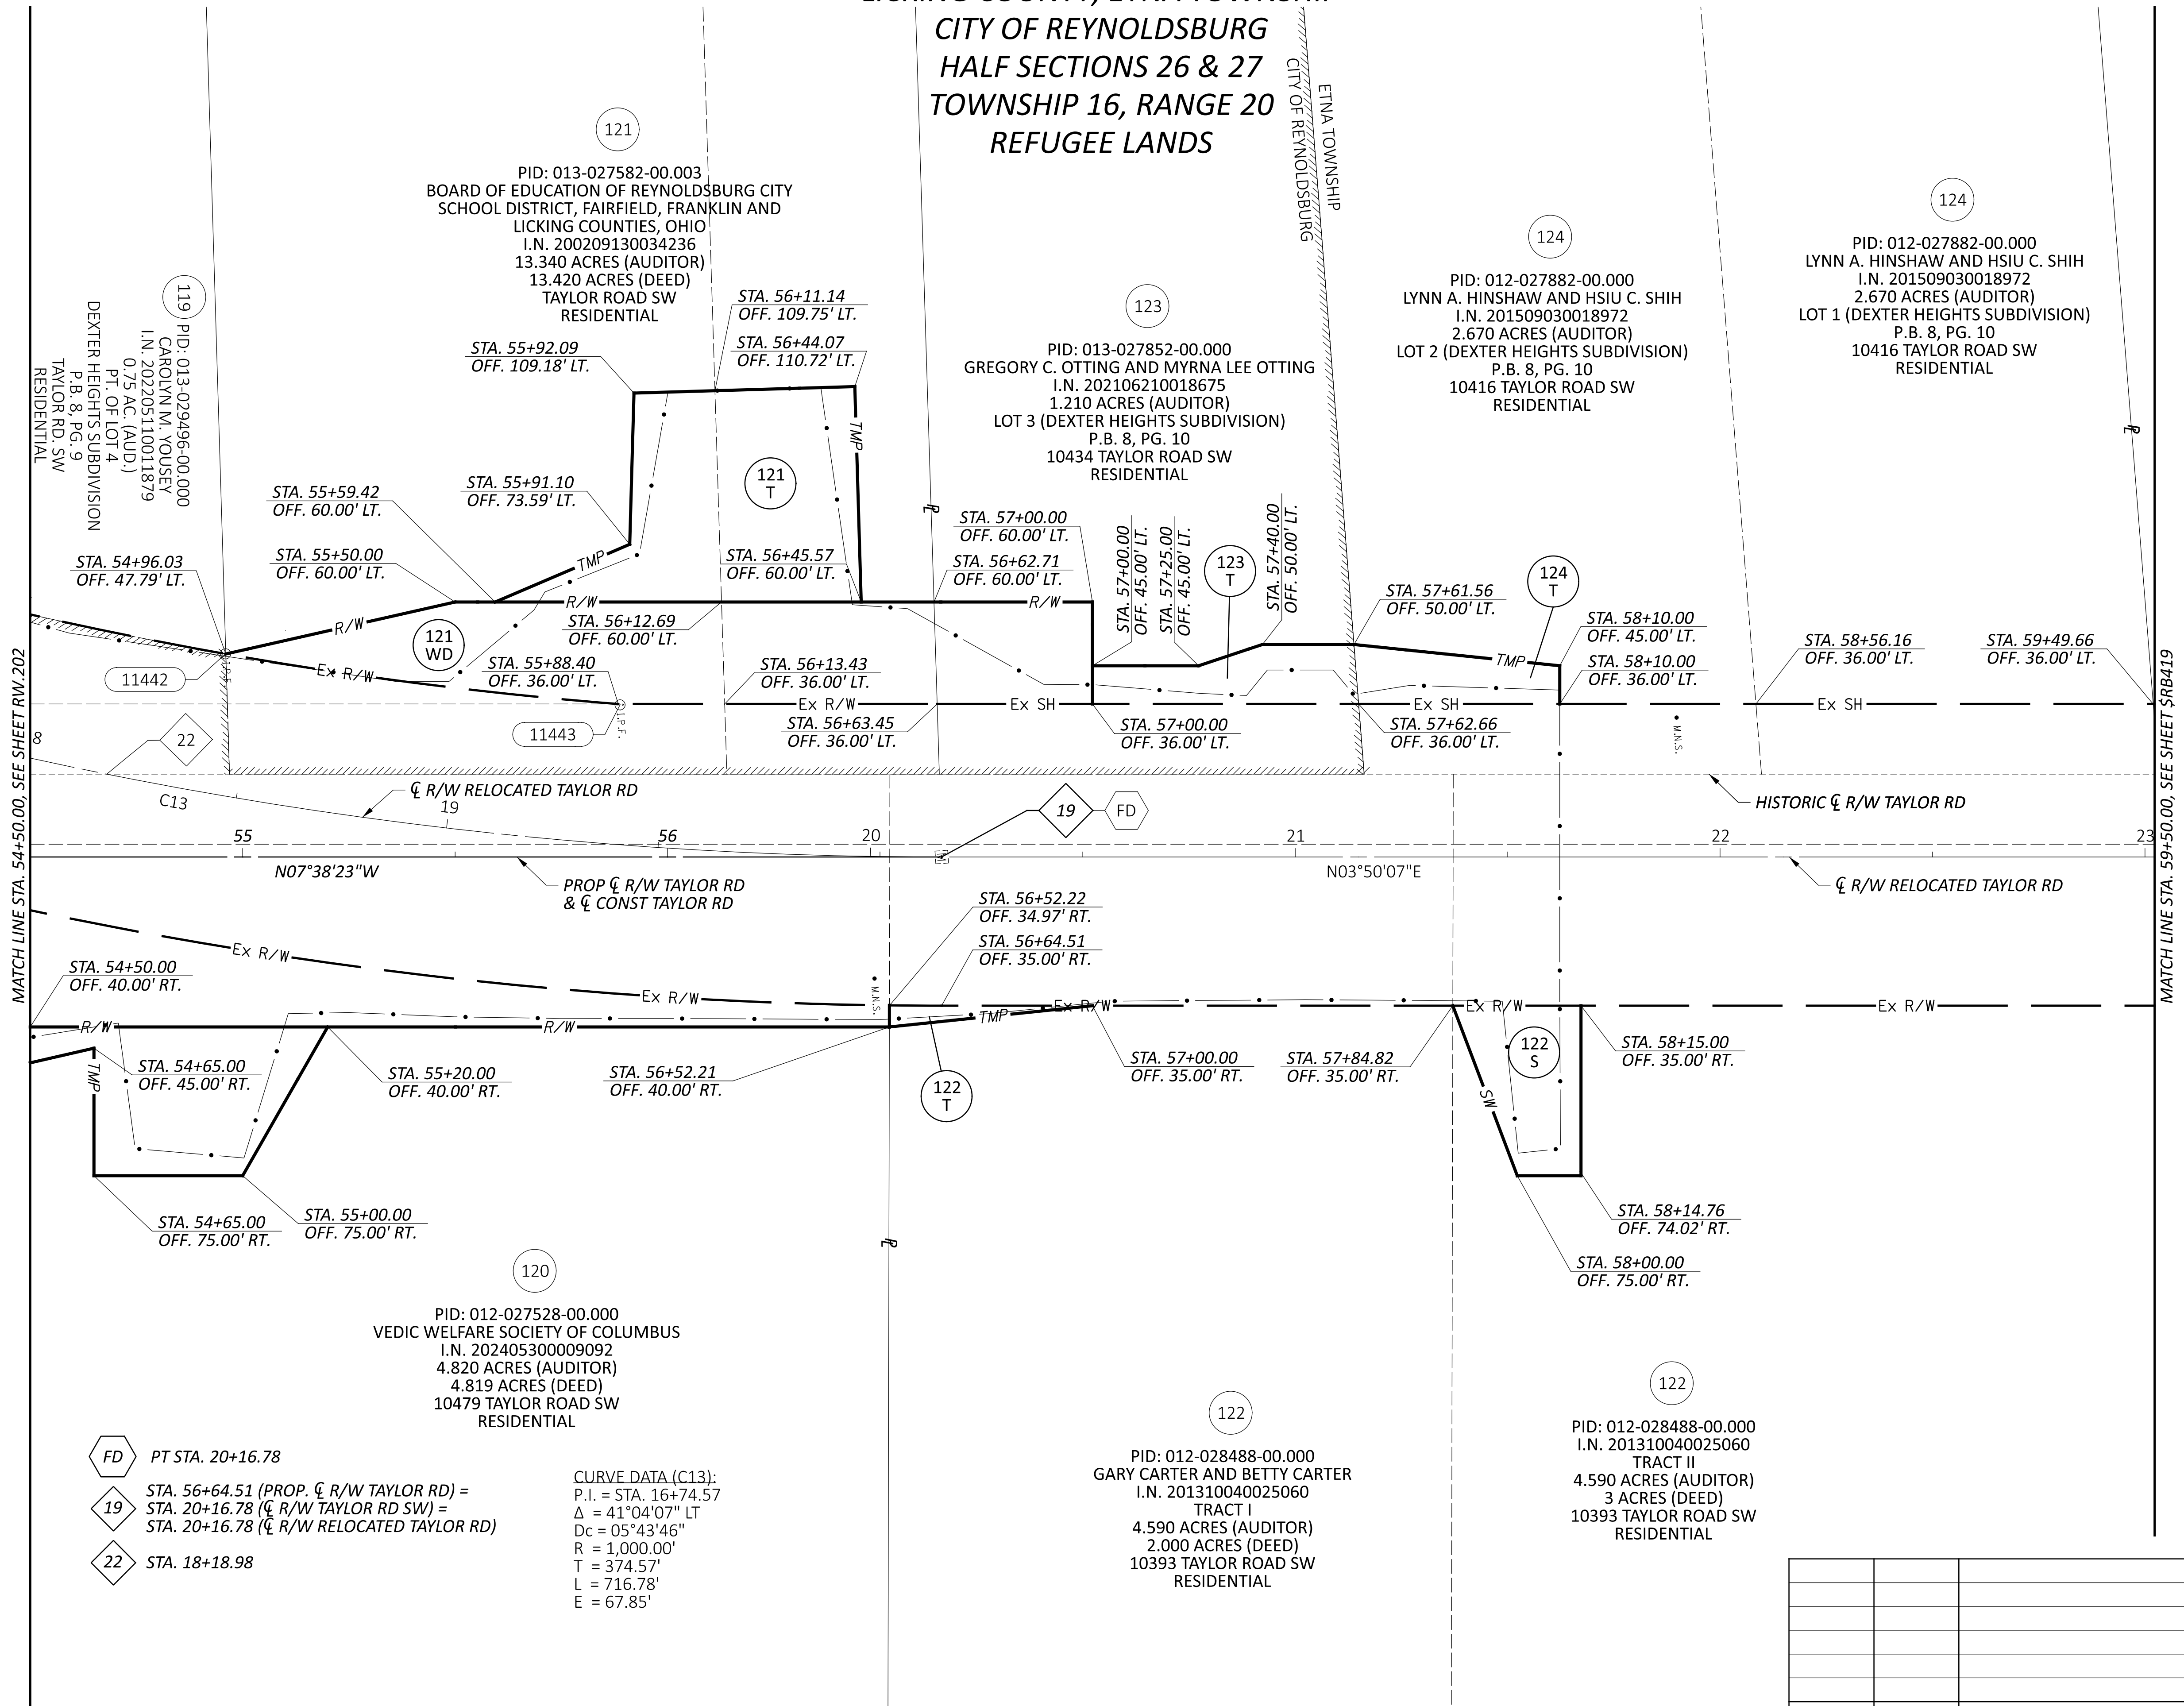 CITY OF REYNOLDSBURG
HALF SECTIONS 26 & 27
TOWNSHIP 16, RANGE 20
REFUGEE LANDS
CITY OF REYNOLDSBURG
ETNA TOWNSHIP
121
PID: 013-027582-00.003
BOARD OF EDUCATION OF REYNOLDSBURG CITY
SCHOOL DISTRICT, FAIRFIELD, FRANKLIN AND
LICKING COUNTIES, OHIO
I.N. 200209130034236
13.340 ACRES (AUDITOR)
13.420 ACRES (DEED)
TAYLOR ROAD SW
RESIDENTIAL
124
PID: 012-027882-00.000
LYNN A. HINSHAW AND HSIU C. SHIH
I.N. 201509030018972
2.670 ACRES (AUDITOR)
LOT 1 (DEXTER HEIGHTS SUBDIVISION)
P.B. 8, PG. 10
10416 TAYLOR ROAD SW
RESIDENTIAL
124
PID: 012-027882-00.000
LYNN A. HINSHAW AND HSIU C. SHIH
I.N. 201509030018972
2.670 ACRES (AUDITOR)
LOT 2 (DEXTER HEIGHTS SUBDIVISION)
P.B. 8, PG. 10
10416 TAYLOR ROAD SW
RESIDENTIAL
123
PID: 013-027852-00.000
GREGORY C. OTTING AND MYRNA LEE OTTING
I.N. 202106210018675
1.210 ACRES (AUDITOR)
LOT 3 (DEXTER HEIGHTS SUBDIVISION)
P.B. 8, PG. 10
10434 TAYLOR ROAD SW
RESIDENTIAL
119
PID: 013-029496-00.000
CAROLYN M. YOUSEY
I.N. 202205110011879
0.75 AC. (AUD.)
PT. OF LOT 4
DEXTER HEIGHTS SUBDIVISION
P.B. 8, PG. 9
TAYLOR RD. SW
RESIDENTIAL
STA. 56+11.14
OFF. 109.75' LT.
STA. 55+92.09
OFF. 109.18' LT.
STA. 56+44.07
OFF. 110.72' LT.
TMP
121
T
STA. 55+59.42
OFF. 60.00' LT.
STA. 55+91.10
OFF. 73.59' LT.
STA. 54+96.03
OFF. 47.79' LT.
STA. 55+50.00
OFF. 60.00' LT.
TMP
STA. 56+45.57
OFF. 60.00' LT.
STA. 57+00.00
OFF. 60.00' LT.
STA. 56+62.71
OFF. 60.00' LT.
STA. 57+00.00
OFF. 45.00' LT.
STA. 57+25.00
OFF. 45.00' LT.
123
T
STA. 57+40.00
OFF. 50.00' LT.
STA. 57+61.56
OFF. 50.00' LT.
124
T
STA. 58+10.00
OFF. 45.00' LT.
STA. 58+10.00
OFF. 36.00' LT.
STA. 58+56.16
OFF. 36.00' LT.
STA. 59+49.66
OFF. 36.00' LT.
R/W
R/W
R/W
121
WD
STA. 56+12.69
OFF. 60.00' LT.
Ex R/W
STA. 55+88.40
OFF. 36.00' LT.
STA. 56+13.43
OFF. 36.00' LT.
TMP
11442
I.P.F.
11443
I.P.F.
Ex R/W
Ex SH
Ex SH
Ex SH
STA. 56+63.45
OFF. 36.00' LT.
STA. 57+00.00
OFF. 36.00' LT.
STA. 57+62.66
OFF. 36.00' LT.
M.N.S.
MATCH LINE STA. 54+50.00, SEE SHEET RW.202
MATCH LINE STA. 59+50.00, SEE SHEET $RB419
8
22
C13
℄ R/W RELOCATED TAYLOR RD
19
19
FD
HISTORIC ℄ R/W TAYLOR RD
55
56
20
21
22
23
N07°38'23"W
PROP ℄ R/W TAYLOR RD
& ℄ CONST TAYLOR RD
N03°50'07"E
℄ R/W RELOCATED TAYLOR RD
Ex R/W
STA. 56+52.22
OFF. 34.97' RT.
STA. 56+64.51
OFF. 35.00' RT.
STA. 54+50.00
OFF. 40.00' RT.
Ex R/W
M.N.S.
Ex R/W
Ex R/W
Ex R/W
R/W
R/W
TMP
TMP
STA. 54+65.00
OFF. 45.00' RT.
STA. 55+20.00
OFF. 40.00' RT.
STA. 56+52.21
OFF. 40.00' RT.
122
T
STA. 57+00.00
OFF. 35.00' RT.
STA. 57+84.82
OFF. 35.00' RT.
122
S
SW
STA. 58+15.00
OFF. 35.00' RT.
STA. 54+65.00
OFF. 75.00' RT.
STA. 55+00.00
OFF. 75.00' RT.
STA. 58+14.76
OFF. 74.02' RT.
STA. 58+00.00
OFF. 75.00' RT.
120
PID: 012-027528-00.000
VEDIC WELFARE SOCIETY OF COLUMBUS
I.N. 202405300009092
4.820 ACRES (AUDITOR)
4.819 ACRES (DEED)
10479 TAYLOR ROAD SW
RESIDENTIAL
122
PID: 012-028488-00.000
GARY CARTER AND BETTY CARTER
I.N. 201310040025060
TRACT I
4.590 ACRES (AUDITOR)
2.000 ACRES (DEED)
10393 TAYLOR ROAD SW
RESIDENTIAL
122
PID: 012-028488-00.000
I.N. 201310040025060
TRACT II
4.590 ACRES (AUDITOR)
3 ACRES (DEED)
10393 TAYLOR ROAD SW
RESIDENTIAL
FD PT STA. 20+16.78
19
STA. 56+64.51 (PROP. ℄ R/W TAYLOR RD) =
STA. 20+16.78 (℄ R/W TAYLOR RD SW) =
STA. 20+16.78 (℄ R/W RELOCATED TAYLOR RD)
22 STA. 18+18.98
CURVE DATA (C13):
P.I. = STA. 16+74.57
Δ = 41°04'07" LT
Dc = 05°43'46"
R = 1,000.00'
T = 374.57'
L = 716.78'
E = 67.85'